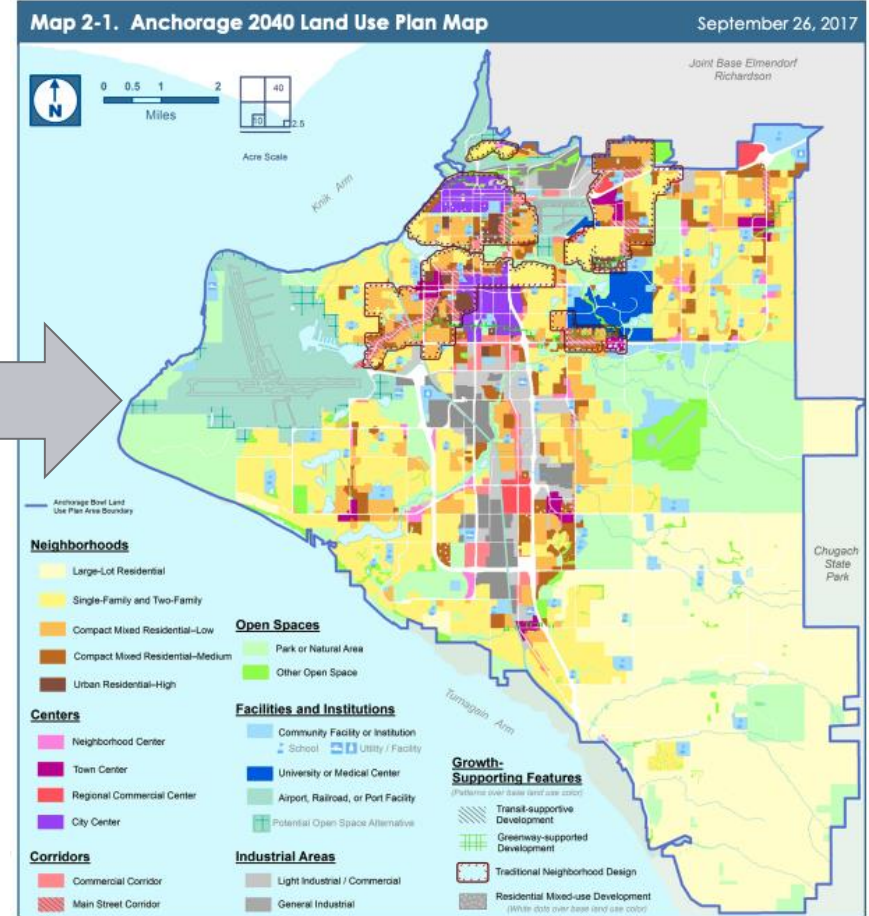 Map 2-1. Anchorage 2040 Land Use Plan Map
September 26, 2017
Joint Base Elmendorf
Richardson
N
0 0.5 1 2
Miles
40
10
2.5
Acre Scale
Knik Arm
Anchorage Bowl Land
Use Plan Area Boundary
Chugach
State
Park
Turnagain Arm
Neighborhoods
Large-Lot Residential
Single-Family and Two-Family
Compact Mixed Residential–Low
Compact Mixed Residential–Medium
Urban Residential–High
Centers
Neighborhood Center
Town Center
Regional Commercial Center
City Center
Corridors
Commercial Corridor
Main Street Corridor
Open Spaces
Park or Natural Area
Other Open Space
Facilities and Institutions
Community Facility or Institution
School Utility / Facility
University or Medical Center
Airport, Railroad, or Port Facility
Potential Open Space Alternative
Industrial Areas
Light Industrial / Commercial
General Industrial
Growth-
Supporting Features
(Patterns over base land use color)
Transit-supportive
Development
Greenway-supported
Development
Traditional Neighborhood Design
Residential Mixed-use Development
(White dots over base land use color)